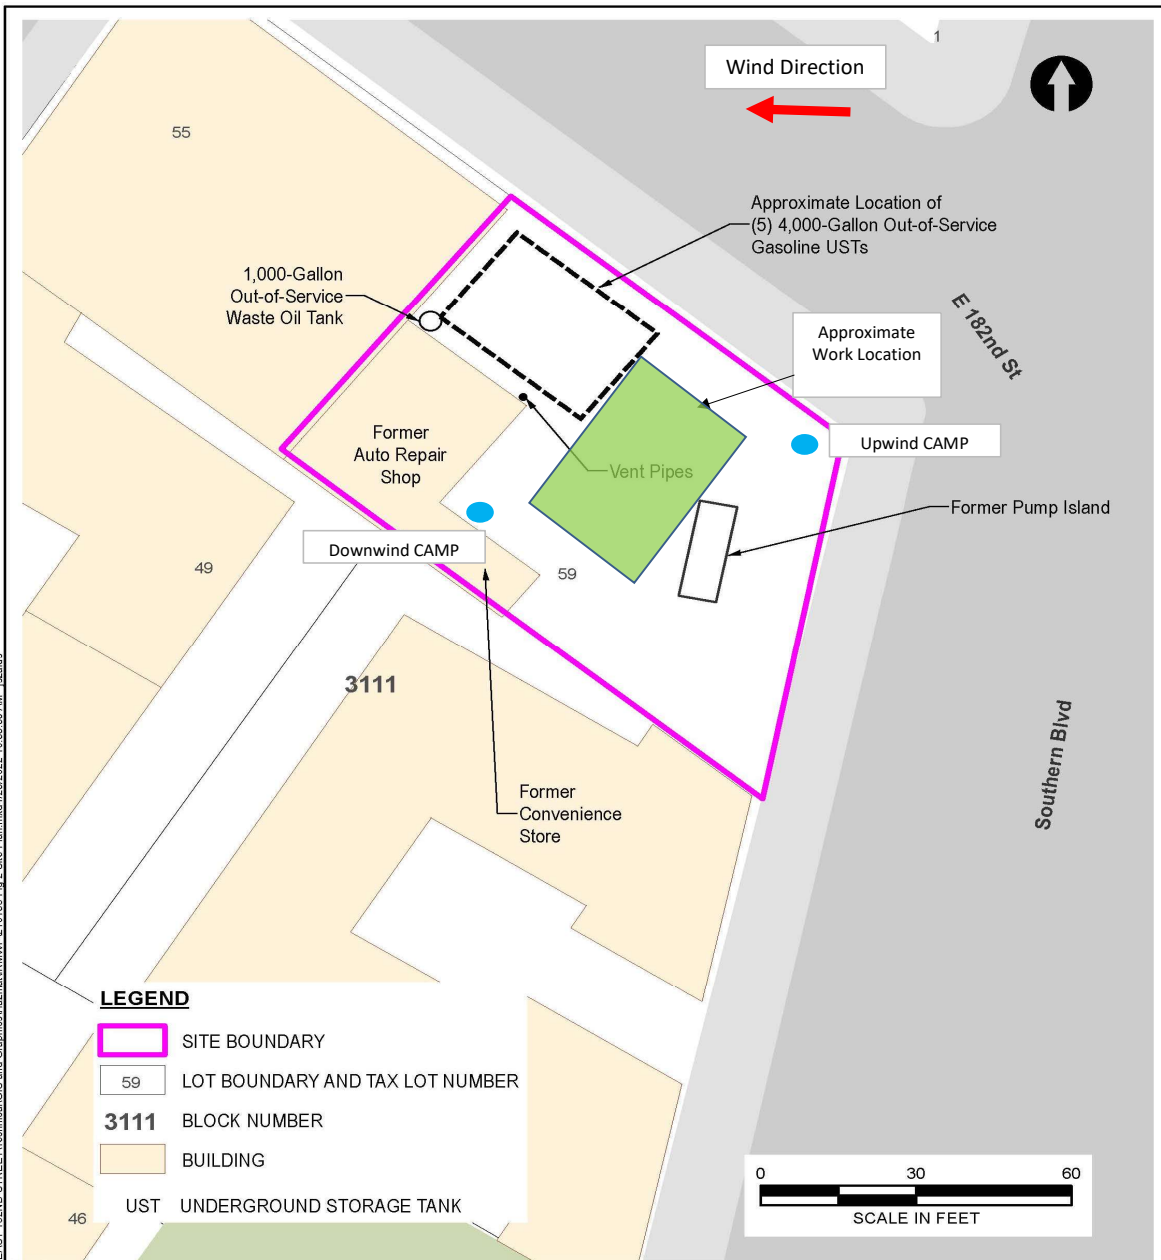 1
Wind Direction
55
Approximate Location of
(5) 4,000-Gallon Out-of-Service
Gasoline USTs
1,000-Gallon
Out-of-Service
Waste Oil Tank
E 182nd St
Approximate
Work Location
Former
Auto Repair
Shop
Upwind CAMP
Vent Pipes
Former Pump Island
Downwind CAMP
49
59
3111
Southern Blvd
Former
Convenience
Store
LEGEND
SITE BOUNDARY
59 LOT BOUNDARY AND TAX LOT NUMBER
3111 BLOCK NUMBER
BUILDING
UST UNDERGROUND STORAGE TANK
46
0 30 60
SCALE IN FEET